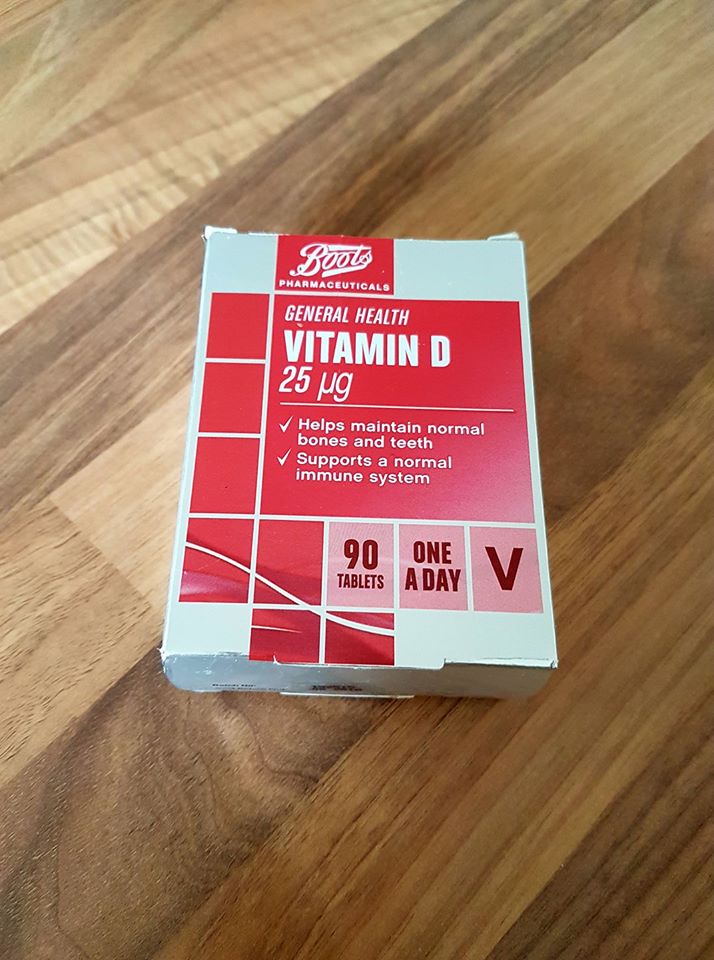 Boots
PHARMACEUTICALS
GENERAL HEALTH
VITAMIN D
25 µg
✓ Helps maintain normal
bones and teeth
✓ Supports a normal
immune system
90
TABLETS
ONE
A DAY
V